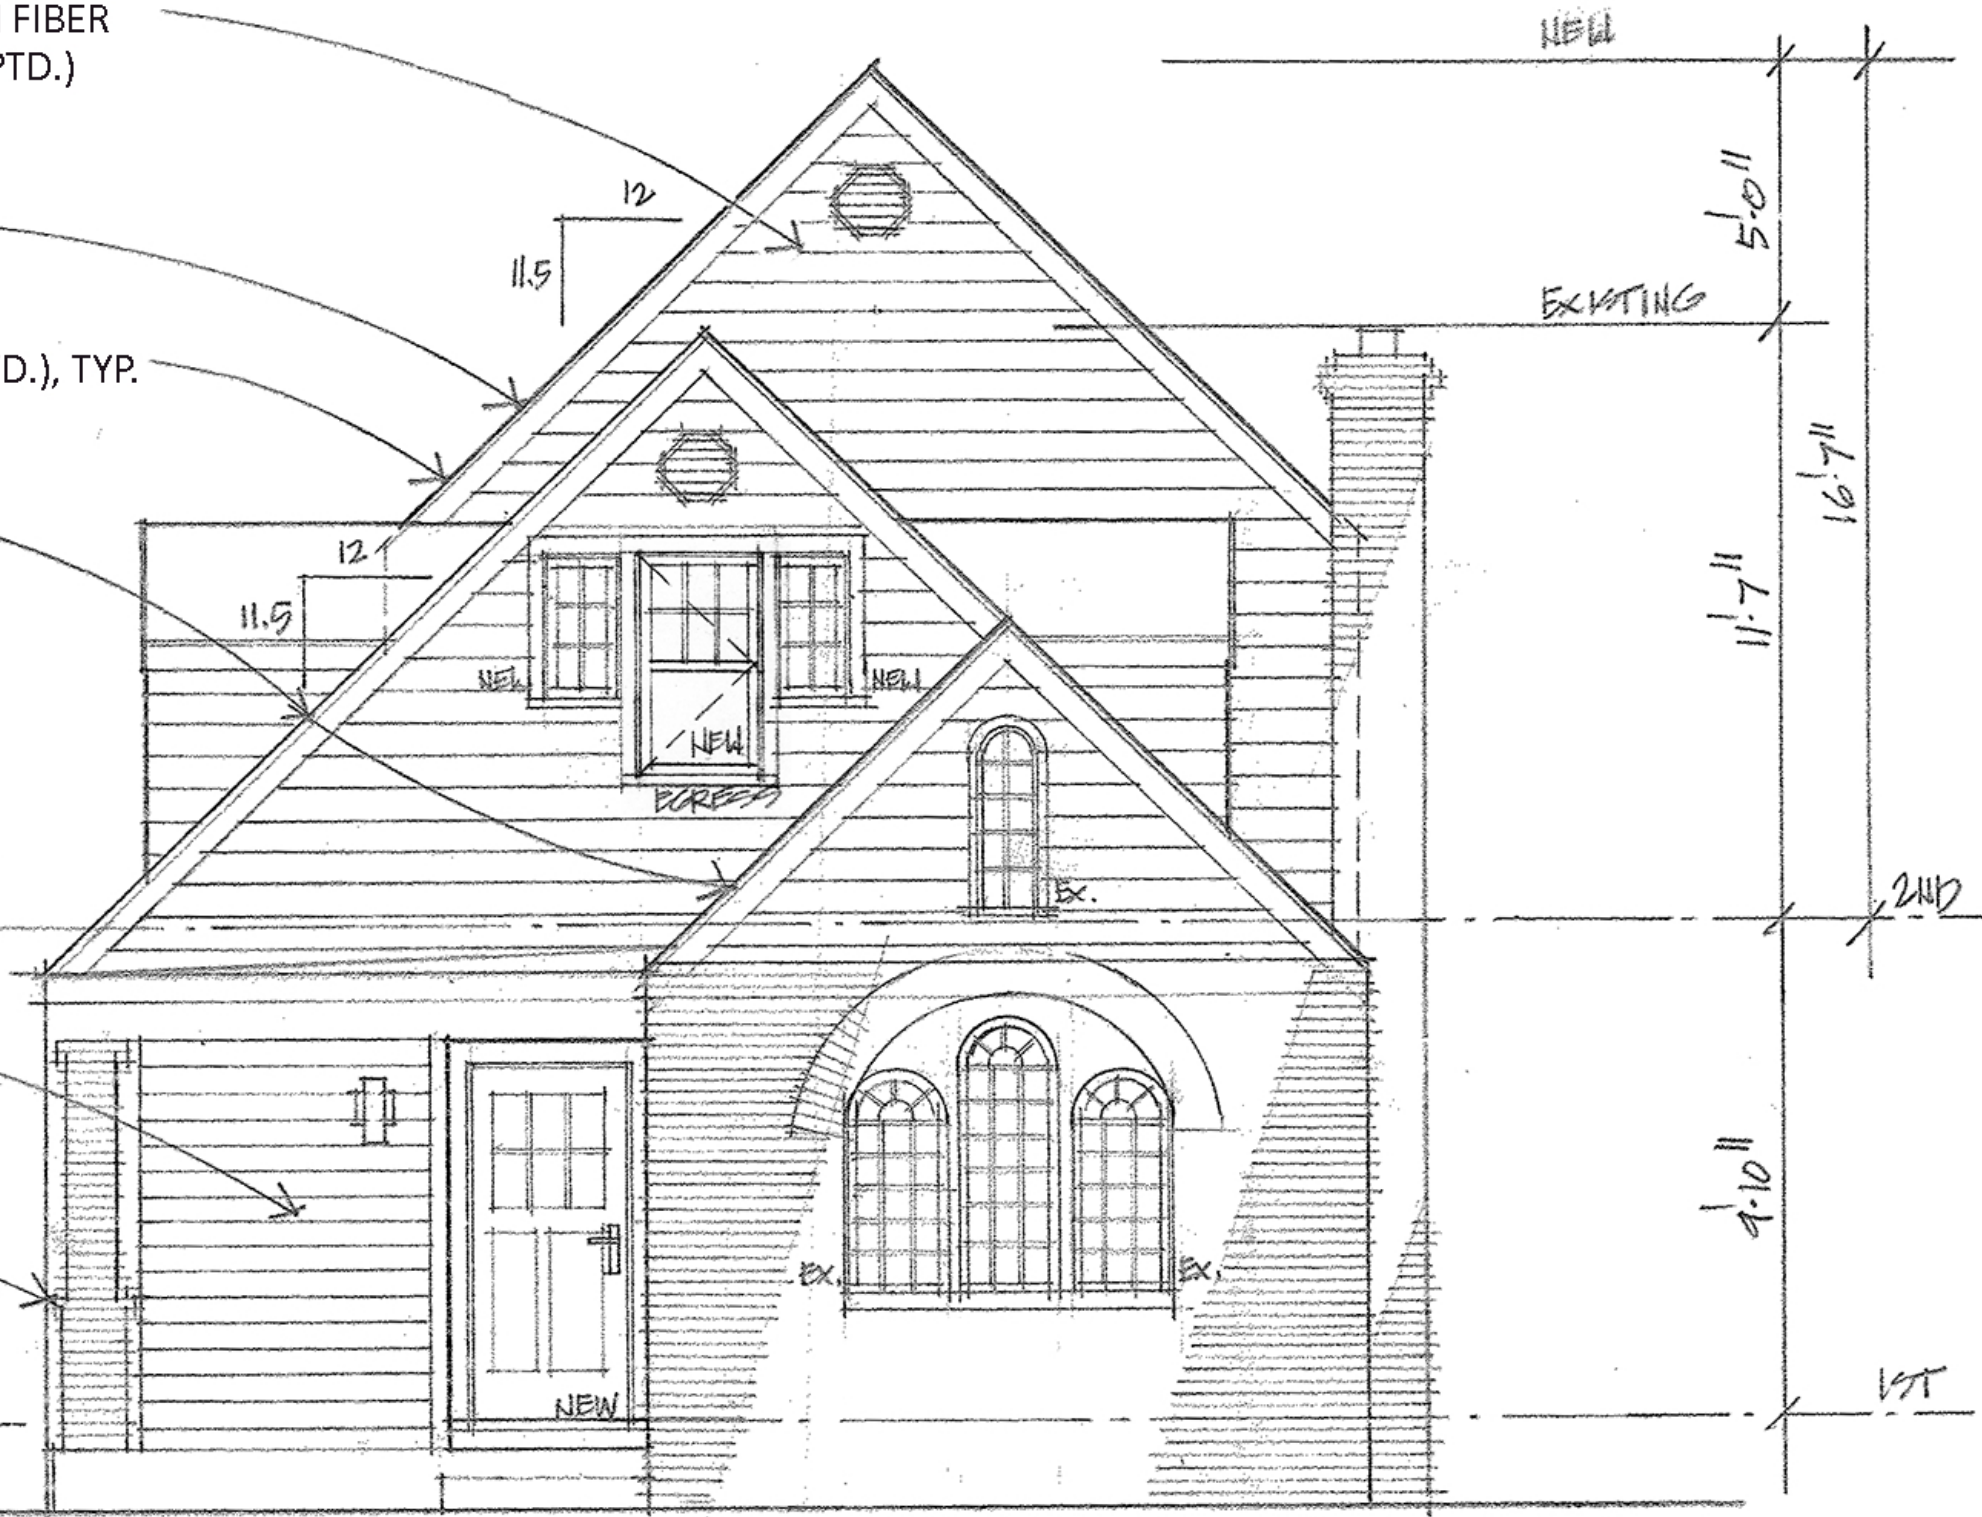 FIBER
PTD.)
NEW
12
11.5
5'-0"
EXISTING
D.), TYP.
16'-7"
12
11.5
11'-7"
NEW
NEW
NEW
EGRESS
EX.
2ND
9'-10"
EX.
EX.
NEW
1ST